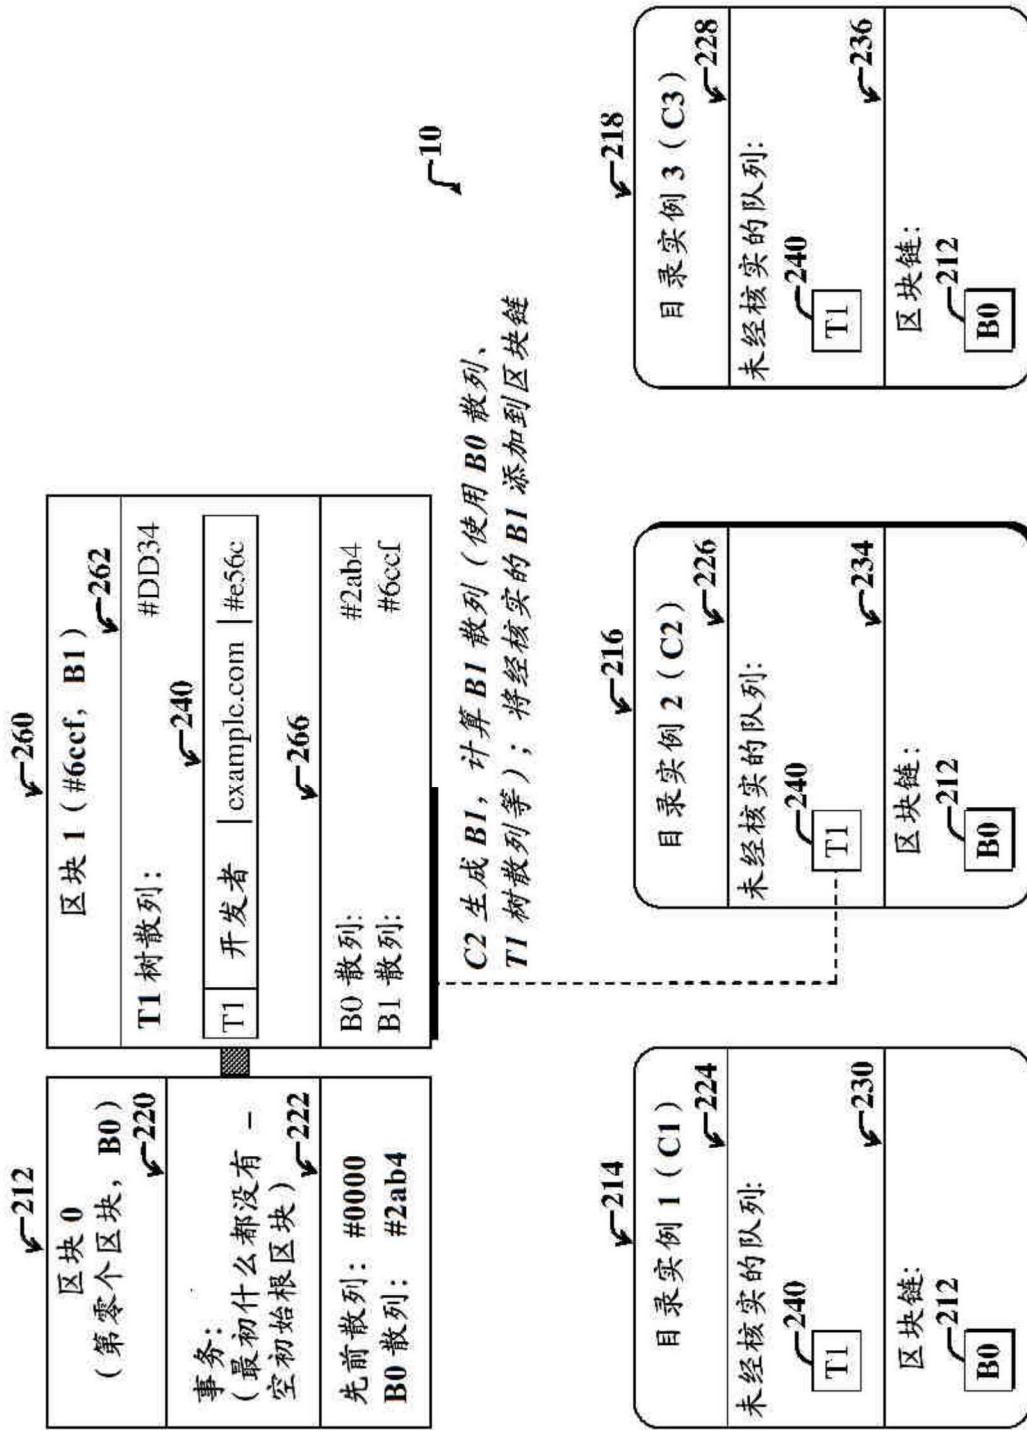 212
区块 0
（第零个区块，B0）
220
事务：
（最初什么都没有 –
空初始根区块）
222
先前散列： #0000
B0 散列： #2ab4
260
区块 1（#6ccf，B1）
262
T1 树散列： #DD34
240
T1 开发者 cxamplc.com #e56c
266
B0 散列： #2ab4
B1 散列： #6ccf
10
C2 生成 B1，计算 B1 散列（使用 B0 散列、
T1 树散列等）；将经核实的 B1 添加到区块链
214
目录实例 1（C1）
224
未经核实的队列：
240
T1
230
区块链：
212
B0
216
目录实例 2（C2）
226
未经核实的队列：
240
T1
234
区块链：
212
B0
218
目录实例 3（C3）
228
未经核实的队列：
240
T1
236
区块链：
212
B0